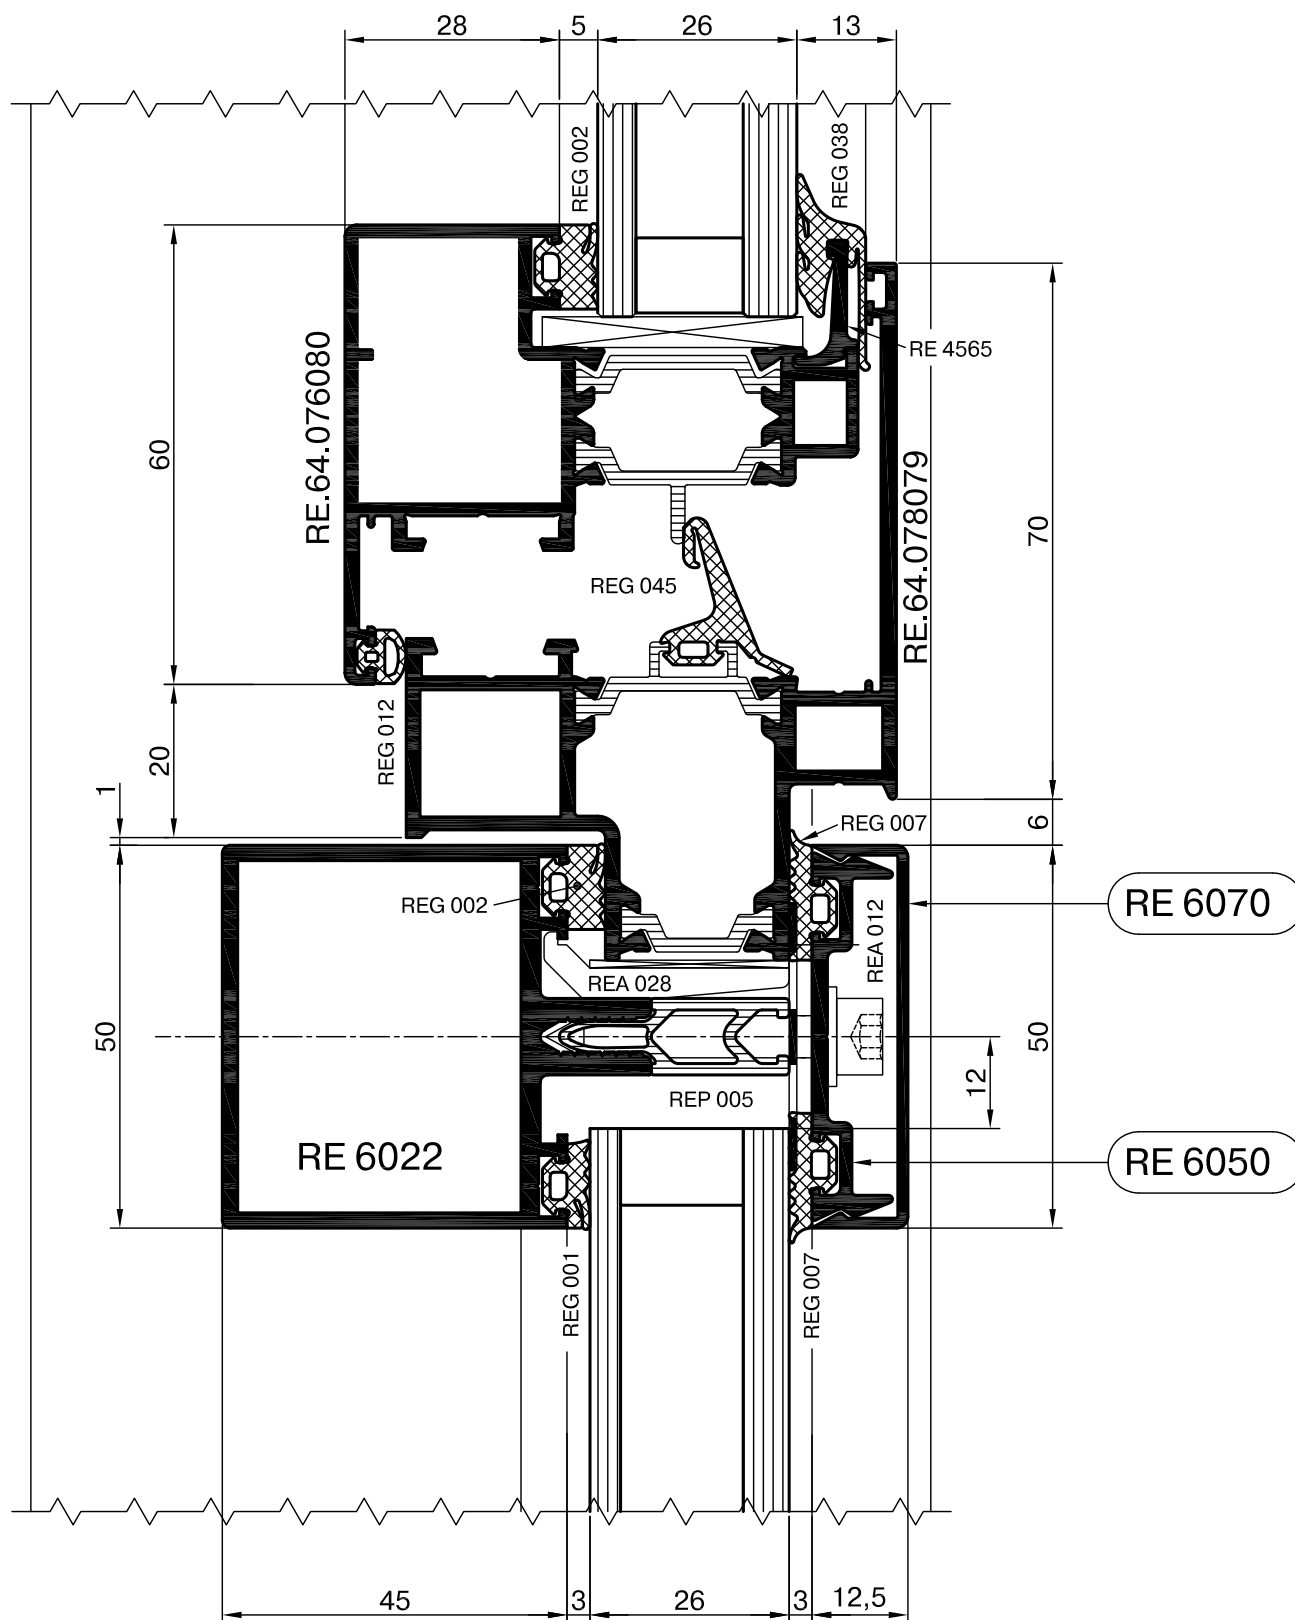 28
5
26
13
REG 002
REG 038
RE 4565
RE.64.076080
60
RE.64.078079
70
REG 045
REG 012
20
1
6
REG 007
REG 002
REA 012
RE 6070
REA 028
50
50
12
REP 005
RE 6022
RE 6050
REG 001
REG 007
45
3
26
3
12,5